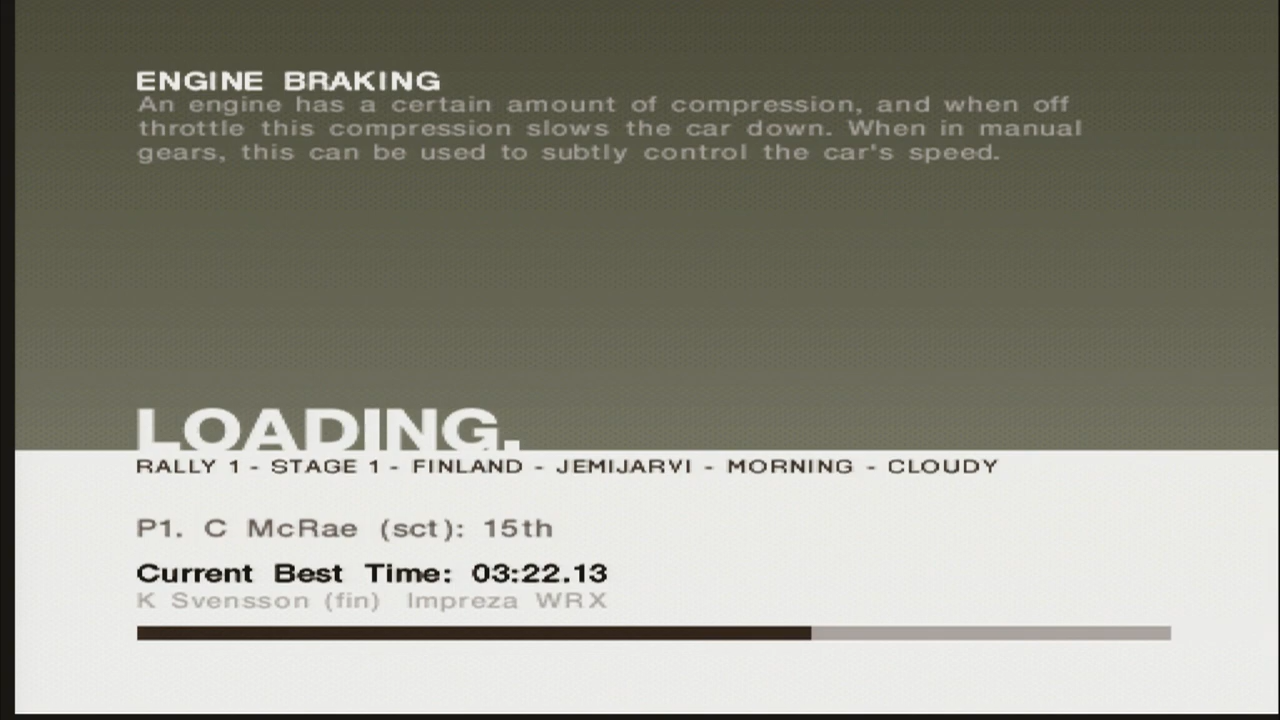 ENGINE BRAKING
An engine has a certain amount of compression, and when off
throttle this compression slows the car down. When in manual
gears, this can be used to subtly control the car's speed.
LOADING.
RALLY 1 - STAGE 1 - FINLAND - JEMIJARVI - MORNING - CLOUDY
P1. C McRae (sct): 15th
Current Best Time: 03:22.13
K Svensson (fin) Impreza WRX